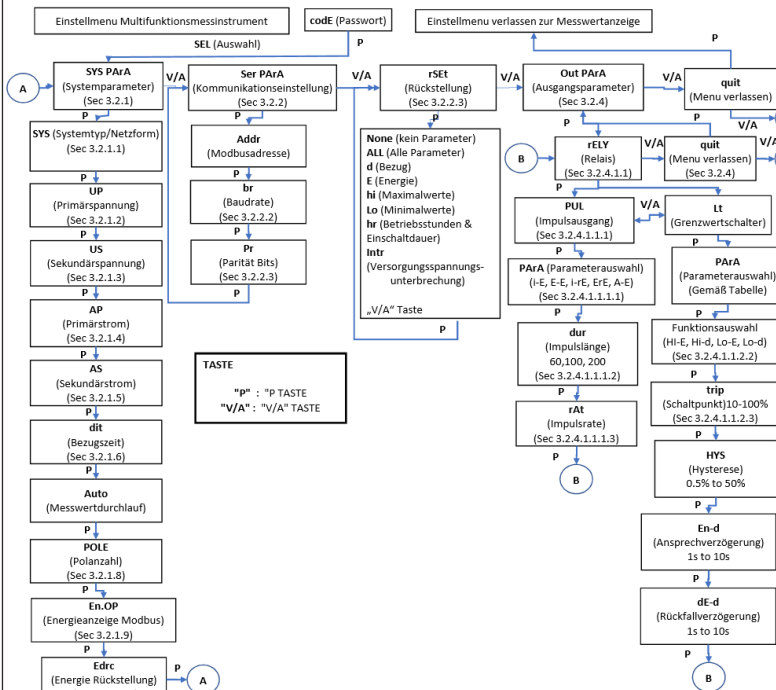 Einstellmenu Multifunktionsmessinstrument
codE (Passwort)
Einstellmenu verlassen zur Messwertanzeige
SEL (Auswahl)
P
P
A
SYS PArA
(Systemparameter)
(Sec 3.2.1)
V/A
Ser PArA
(Kommunikationseinstellung)
(Sec 3.2.2)
V/A
rSEt
(Rückstellung)
(Sec 3.2.2.3)
V/A
Out PArA
(Ausgangsparameter)
(Sec 3.2.4)
V/A
quit
(Menu verlassen)
P
SYS (Systemtyp/Netzform)
(Sec 3.2.1.1)
P
UP
(Primärspannung)
(Sec 3.2.1.2)
P
US
(Sekundärspannung)
(Sec 3.2.1.3)
P
AP
(Primärstrom)
(Sec 3.2.1.4)
P
AS
(Sekundärstrom)
(Sec 3.2.1.5)
P
dit
(Bezugszeit)
(Sec 3.2.1.6)
P
Auto
(Messwertdurchlauf)
P
POLE
(Polanzahl)
(Sec 3.2.1.8)
P
En.OP
(Energieanzeige Modbus)
(Sec 3.2.1.9)
P
Edrc
(Energie Rückstellung)
P
A
P
Addr
(Modbusadresse)
P
br
(Baudrate)
(Sec 3.2.2.2)
P
Pr
(Parität Bits)
(Sec 3.2.2.3)
P
P
None (kein Parameter)
ALL (Alle Parameter)
d (Bezug)
E (Energie)
hi (Maximalwerte)
Lo (Minimalwerte)
hr (Betriebsstunden &
Einschaltdauer)
Intr
(Versorgungsspannungs-
unterbrechung)
„V/A“ Taste
P
TASTE
"P" : "P TASTE
"V/A" : "V/A" TASTE
P
P
V/A
B
rELY
(Relais)
(Sec 3.2.4.1.1)
V/A
quit
(Menu verlassen)
(Sec 3.2.4)
V/A
P
PUL
(Impulsausgang)
(Sec 3.2.4.1.1.1)
V/A
Lt
(Grenzwertschalter)
P
PArA (Parameterauswahl)
(i-E, E-E, i-rE, ErE, A-E)
(Sec 3.2.4.1.1.1.1)
P
dur
(Impulslänge)
60,100, 200
(Sec 3.2.4.1.1.1.2)
P
rAt
(Impulsrate)
(Sec 3.2.4.1.1.1.3)
P
B
P
PArA
(Parameterauswahl)
(Gemäß Tabelle)
P
Funktionsauswahl
(HI-E, Hi-d, Lo-E, Lo-d)
(Sec 3.2.4.1.1.2.2)
P
trip
(Schaltpunkt)10-100%
(Sec 3.2.4.1.1.2.3)
P
HYS
(Hysterese)
0.5% to 50%
P
En-d
(Ansprechverzögerung)
1s to 10s
P
dE-d
(Rückfallverzögerung)
1s to 10s
P
B